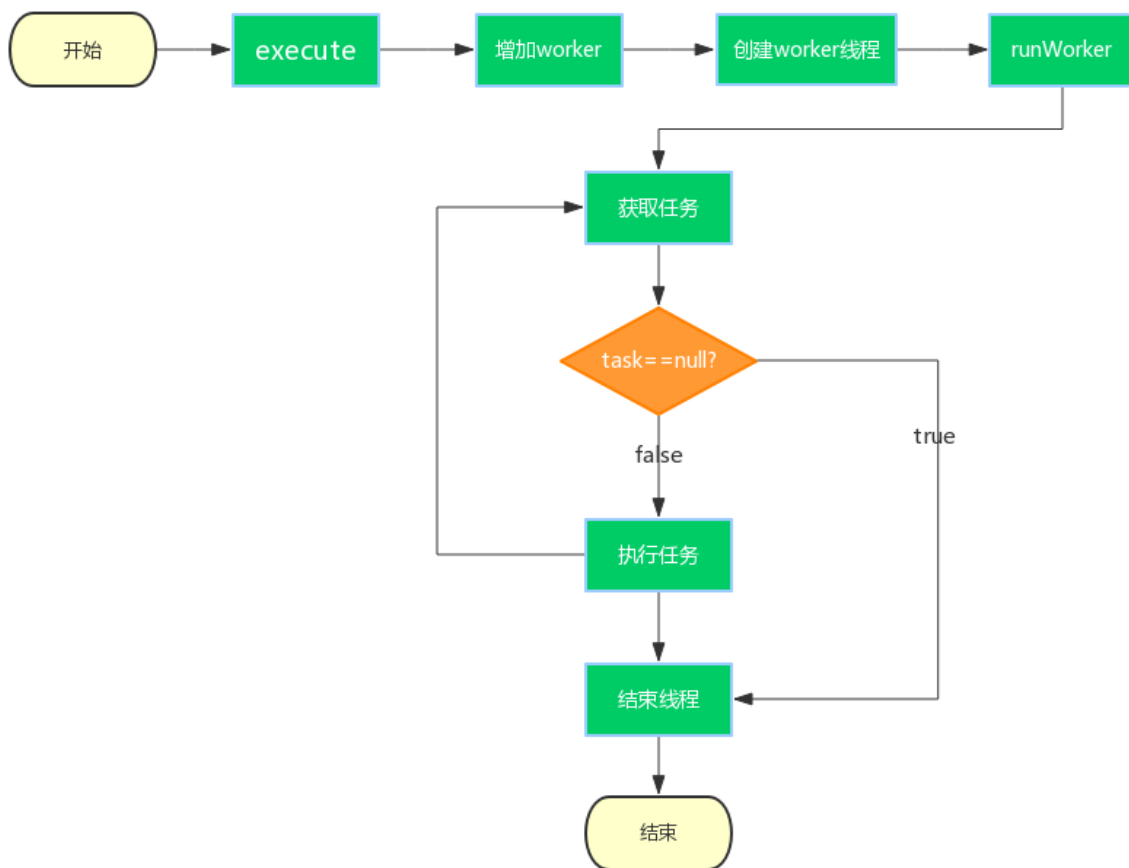 开始
execute
增加worker
创建worker线程
runWorker
获取任务
task==null?
true
false
执行任务
结束线程
结束